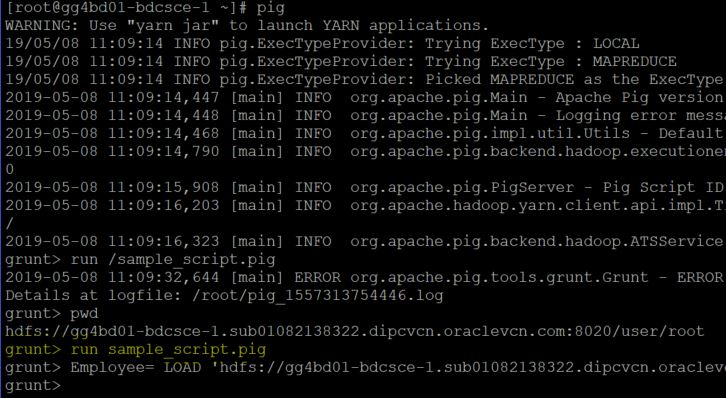 [root@gg4bd01-bdcsce-1 ~]# pig
WARNING: Use "yarn jar" to launch YARN applications.
19/05/08 11:09:14 INFO pig.ExecTypeProvider: Trying ExecType : LOCAL
19/05/08 11:09:14 INFO pig.ExecTypeProvider: Trying ExecType : MAPREDUCE
19/05/08 11:09:14 INFO pig.ExecTypeProvider: Picked MAPREDUCE as the ExecType
2019-05-08 11:09:14,447 [main] INFO  org.apache.pig.Main - Apache Pig version
2019-05-08 11:09:14,448 [main] INFO  org.apache.pig.Main - Logging error messa
2019-05-08 11:09:14,468 [main] INFO  org.apache.pig.impl.util.Utils - Default
2019-05-08 11:09:14,790 [main] INFO  org.apache.pig.backend.hadoop.executione
0
2019-05-08 11:09:15,908 [main] INFO  org.apache.pig.PigServer - Pig Script ID
2019-05-08 11:09:16,203 [main] INFO  org.apache.hadoop.yarn.client.api.impl.T
/
2019-05-08 11:09:16,323 [main] INFO  org.apache.pig.backend.hadoop.ATSService
grunt> run /sample_script.pig
2019-05-08 11:09:32,644 [main] ERROR org.apache.pig.tools.grunt.Grunt - ERROR
Details at logfile: /root/pig_1557313754446.log
grunt> pwd
hdfs://gg4bd01-bdcsce-1.sub01082138322.dipcvcn.oraclevcn.com:8020/user/root
grunt> run sample_script.pig
grunt> Employee= LOAD 'hdfs://gg4bd01-bdcsce-1.sub01082138322.dipcvcn.oraclev
grunt>